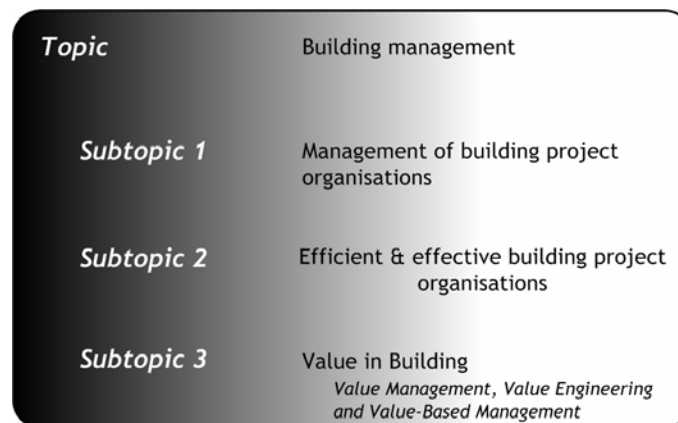 Topic Building management
Subtopic 1 Management of building project
organisations
Subtopic 2 Efficient & effective building project
organisations
Subtopic 3 Value in Building
Value Management, Value Engineering
and Value-Based Management